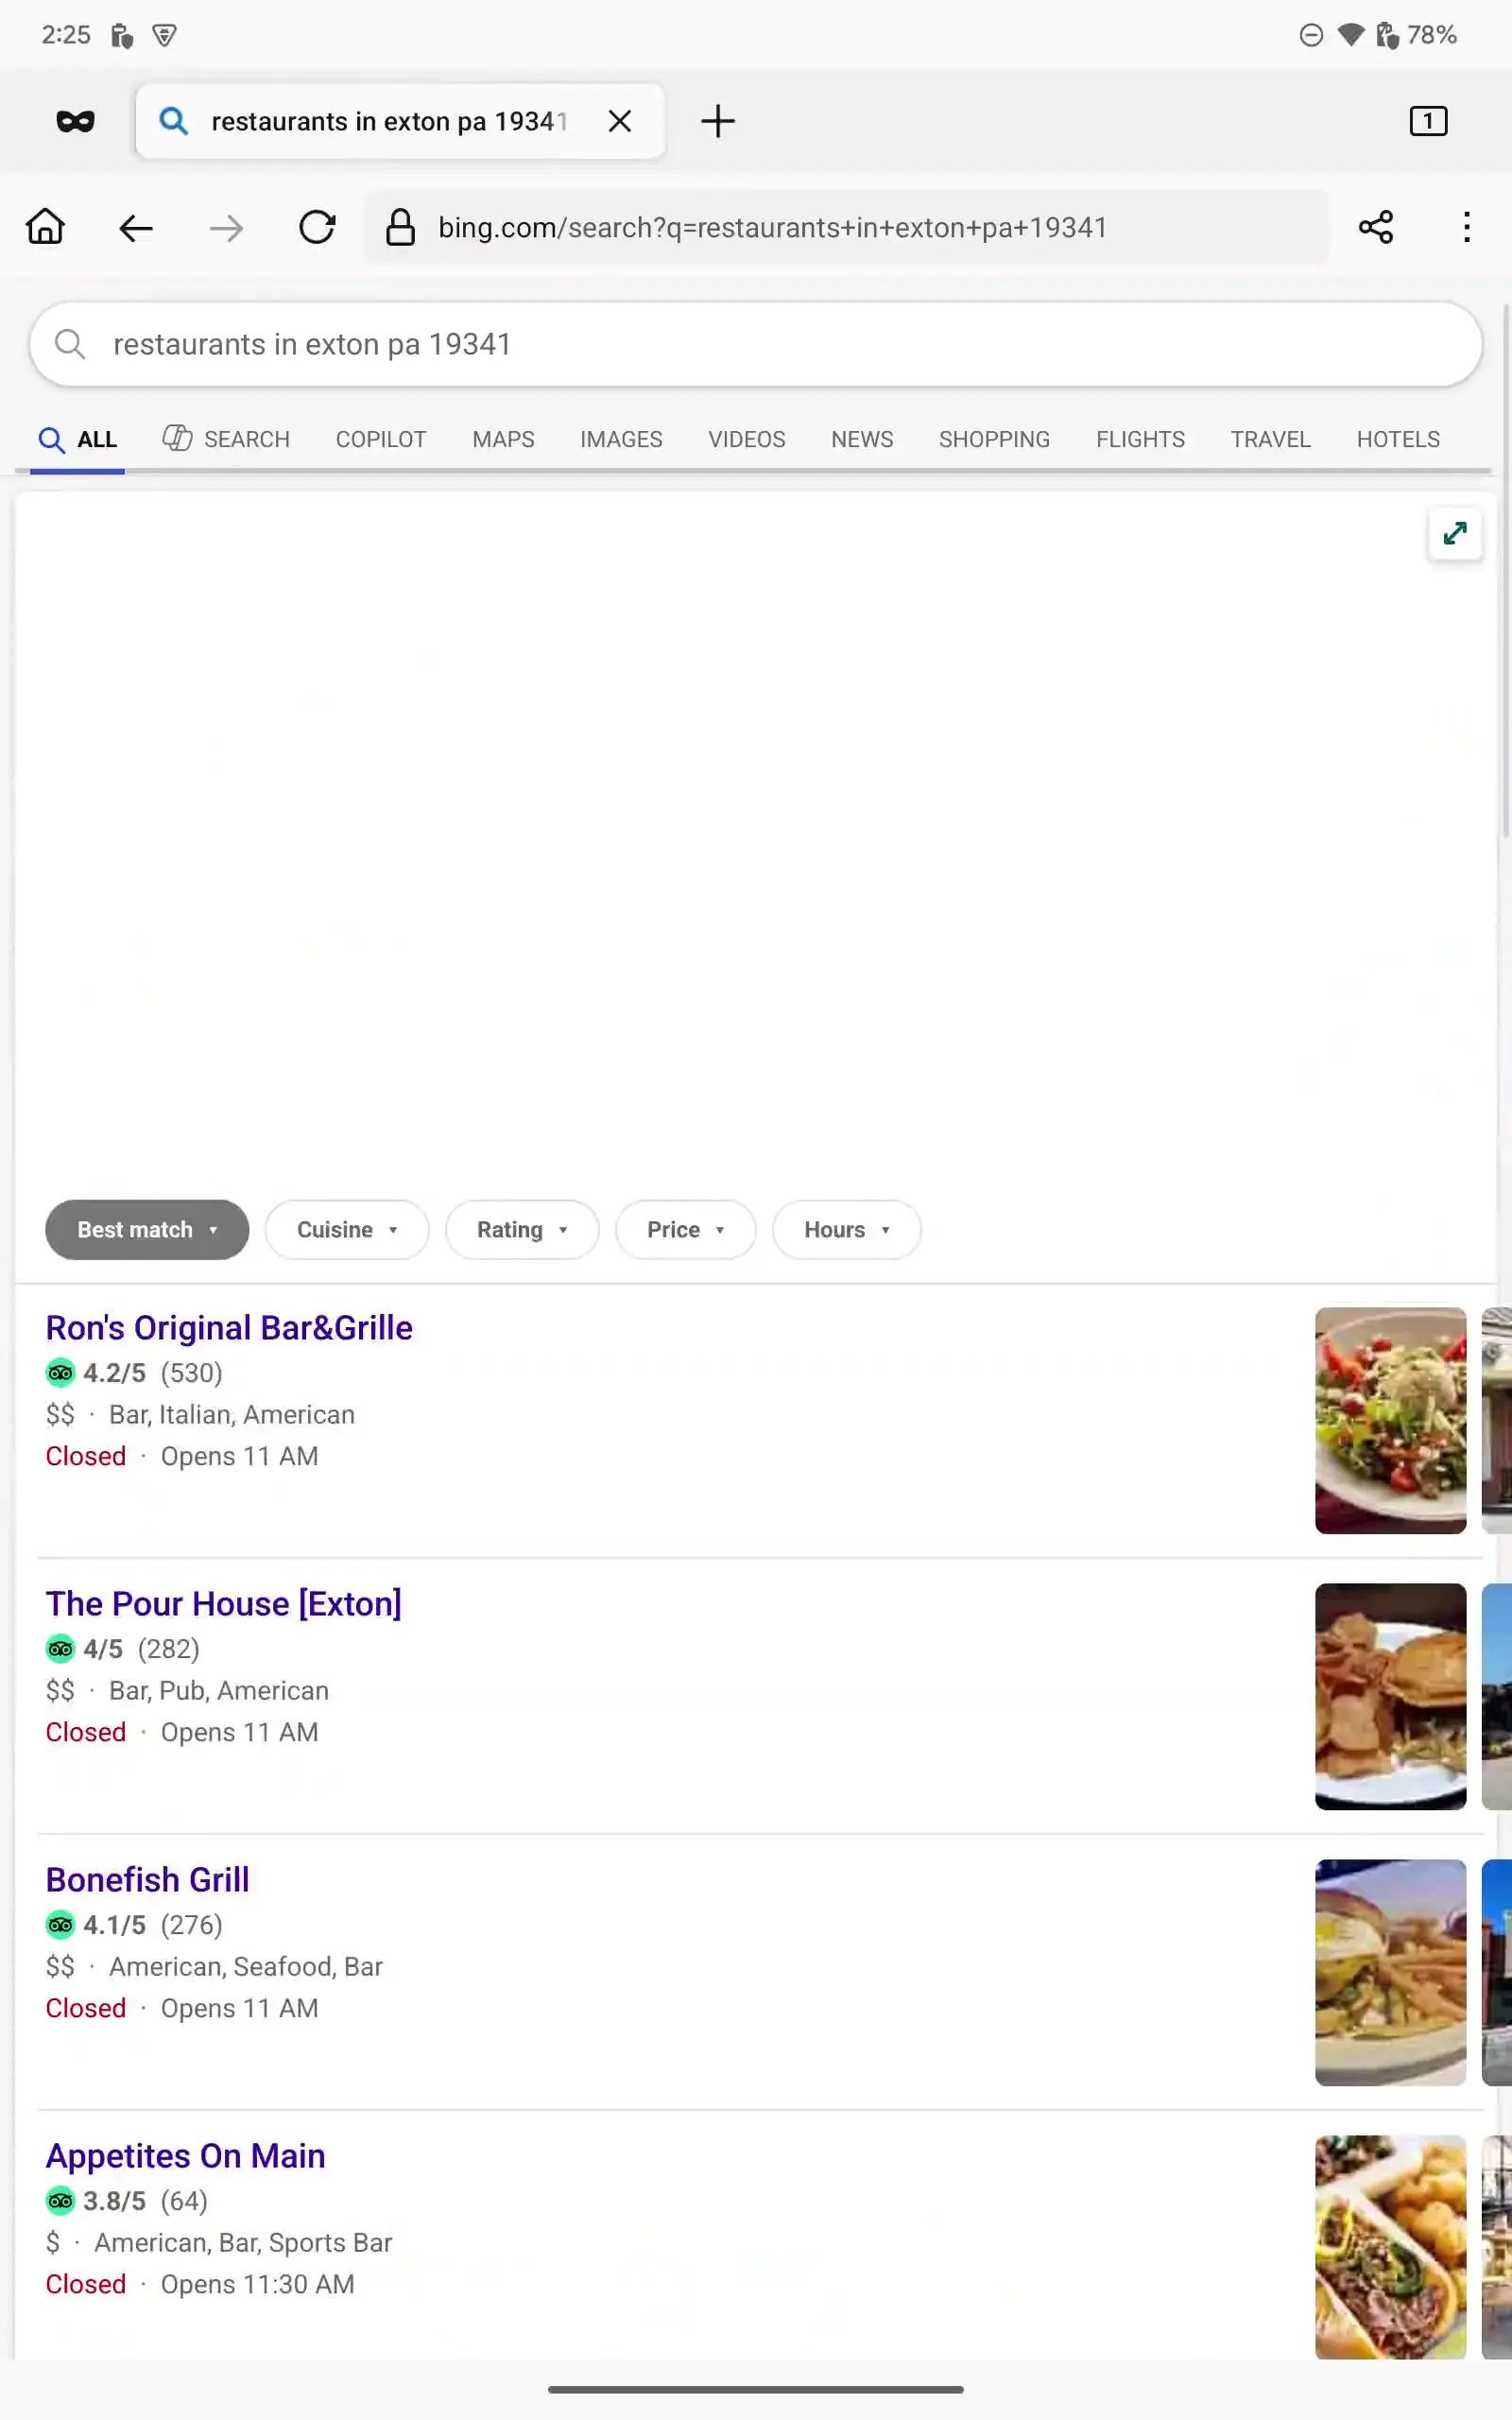 2:25
78%
restaurants in exton pa 19341
1
bing.com/search?q=restaurants+in+exton+pa+19341
restaurants in exton pa 19341
ALL SEARCH COPILOT MAPS IMAGES VIDEOS NEWS SHOPPING FLIGHTS TRAVEL HOTELS
Best match Cuisine Rating Price Hours
Ron's Original Bar&Grille
4.2/5 (530)
$$ · Bar, Italian, American
Closed · Opens 11 AM
The Pour House [Exton]
4/5 (282)
$$ · Bar, Pub, American
Closed · Opens 11 AM
Bonefish Grill
4.1/5 (276)
$$ · American, Seafood, Bar
Closed · Opens 11 AM
Appetites On Main
3.8/5 (64)
$ · American, Bar, Sports Bar
Closed · Opens 11:30 AM